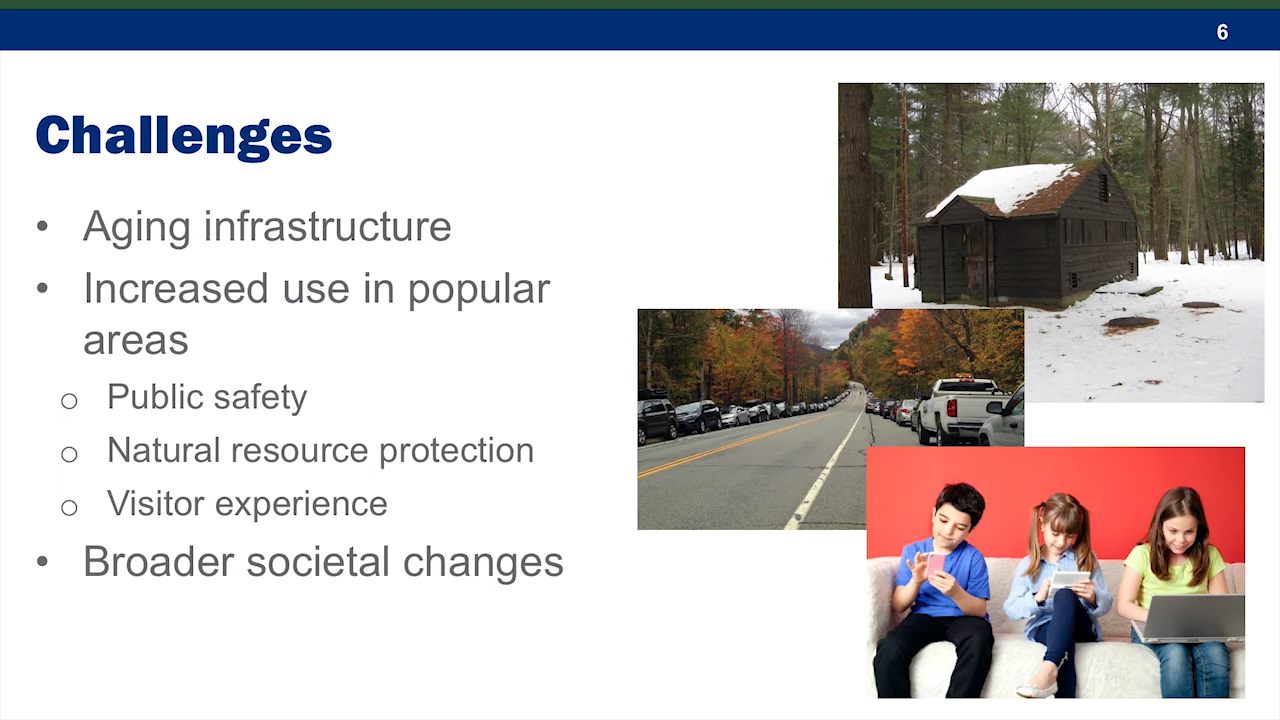 6
Challenges
• Aging infrastructure
• Increased use in popular
areas
o Public safety
o Natural resource protection
o Visitor experience
• Broader societal changes